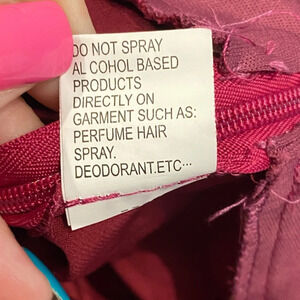 DO NOT SPRAY
AL COHOL BASED
PRODUCTS
DIRECTLY ON
GARMENT SUCH AS:
PERFUME HAIR
SPRAY.
DEODORANT.ETC···